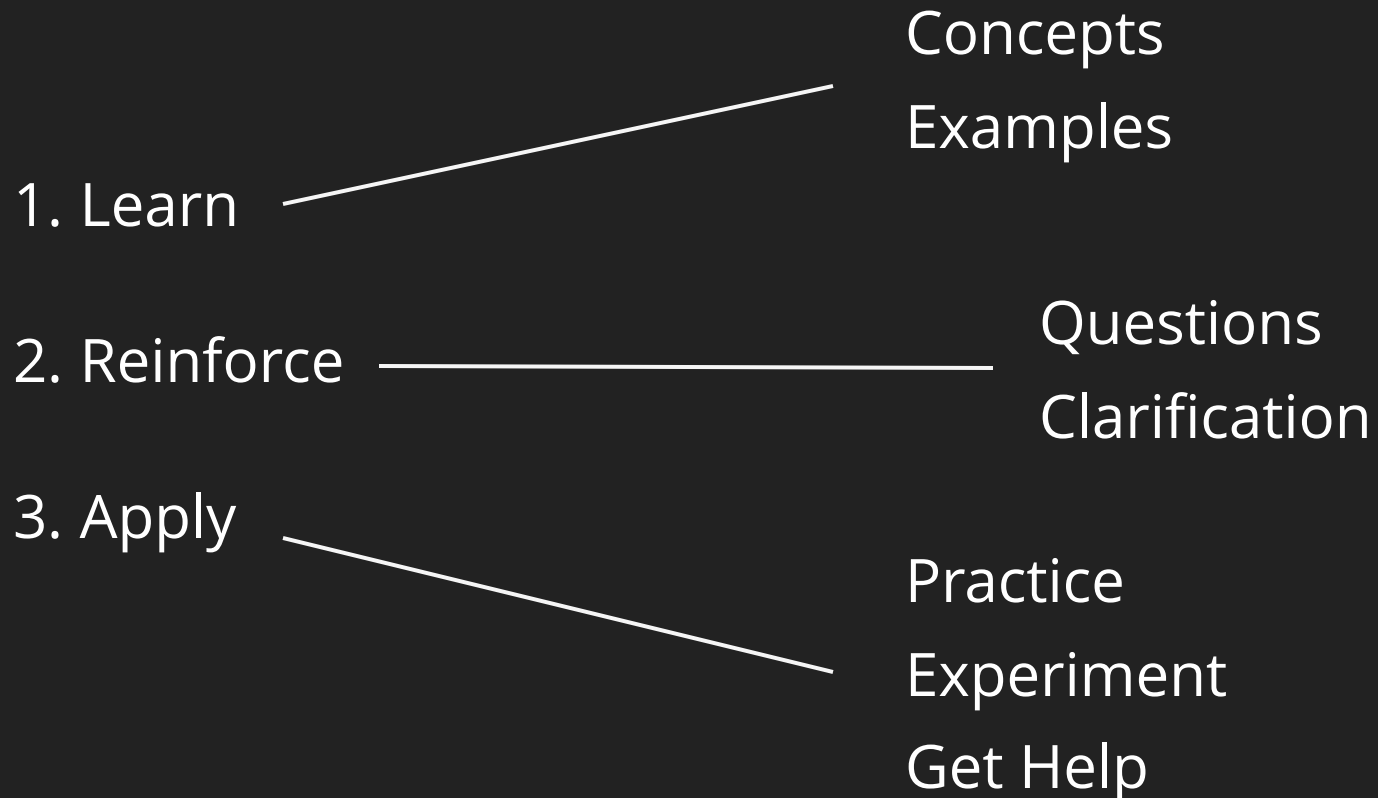 1. Learn
Concepts
Examples
2. Reinforce
Questions
Clarification
3. Apply
Practice
Experiment
Get Help